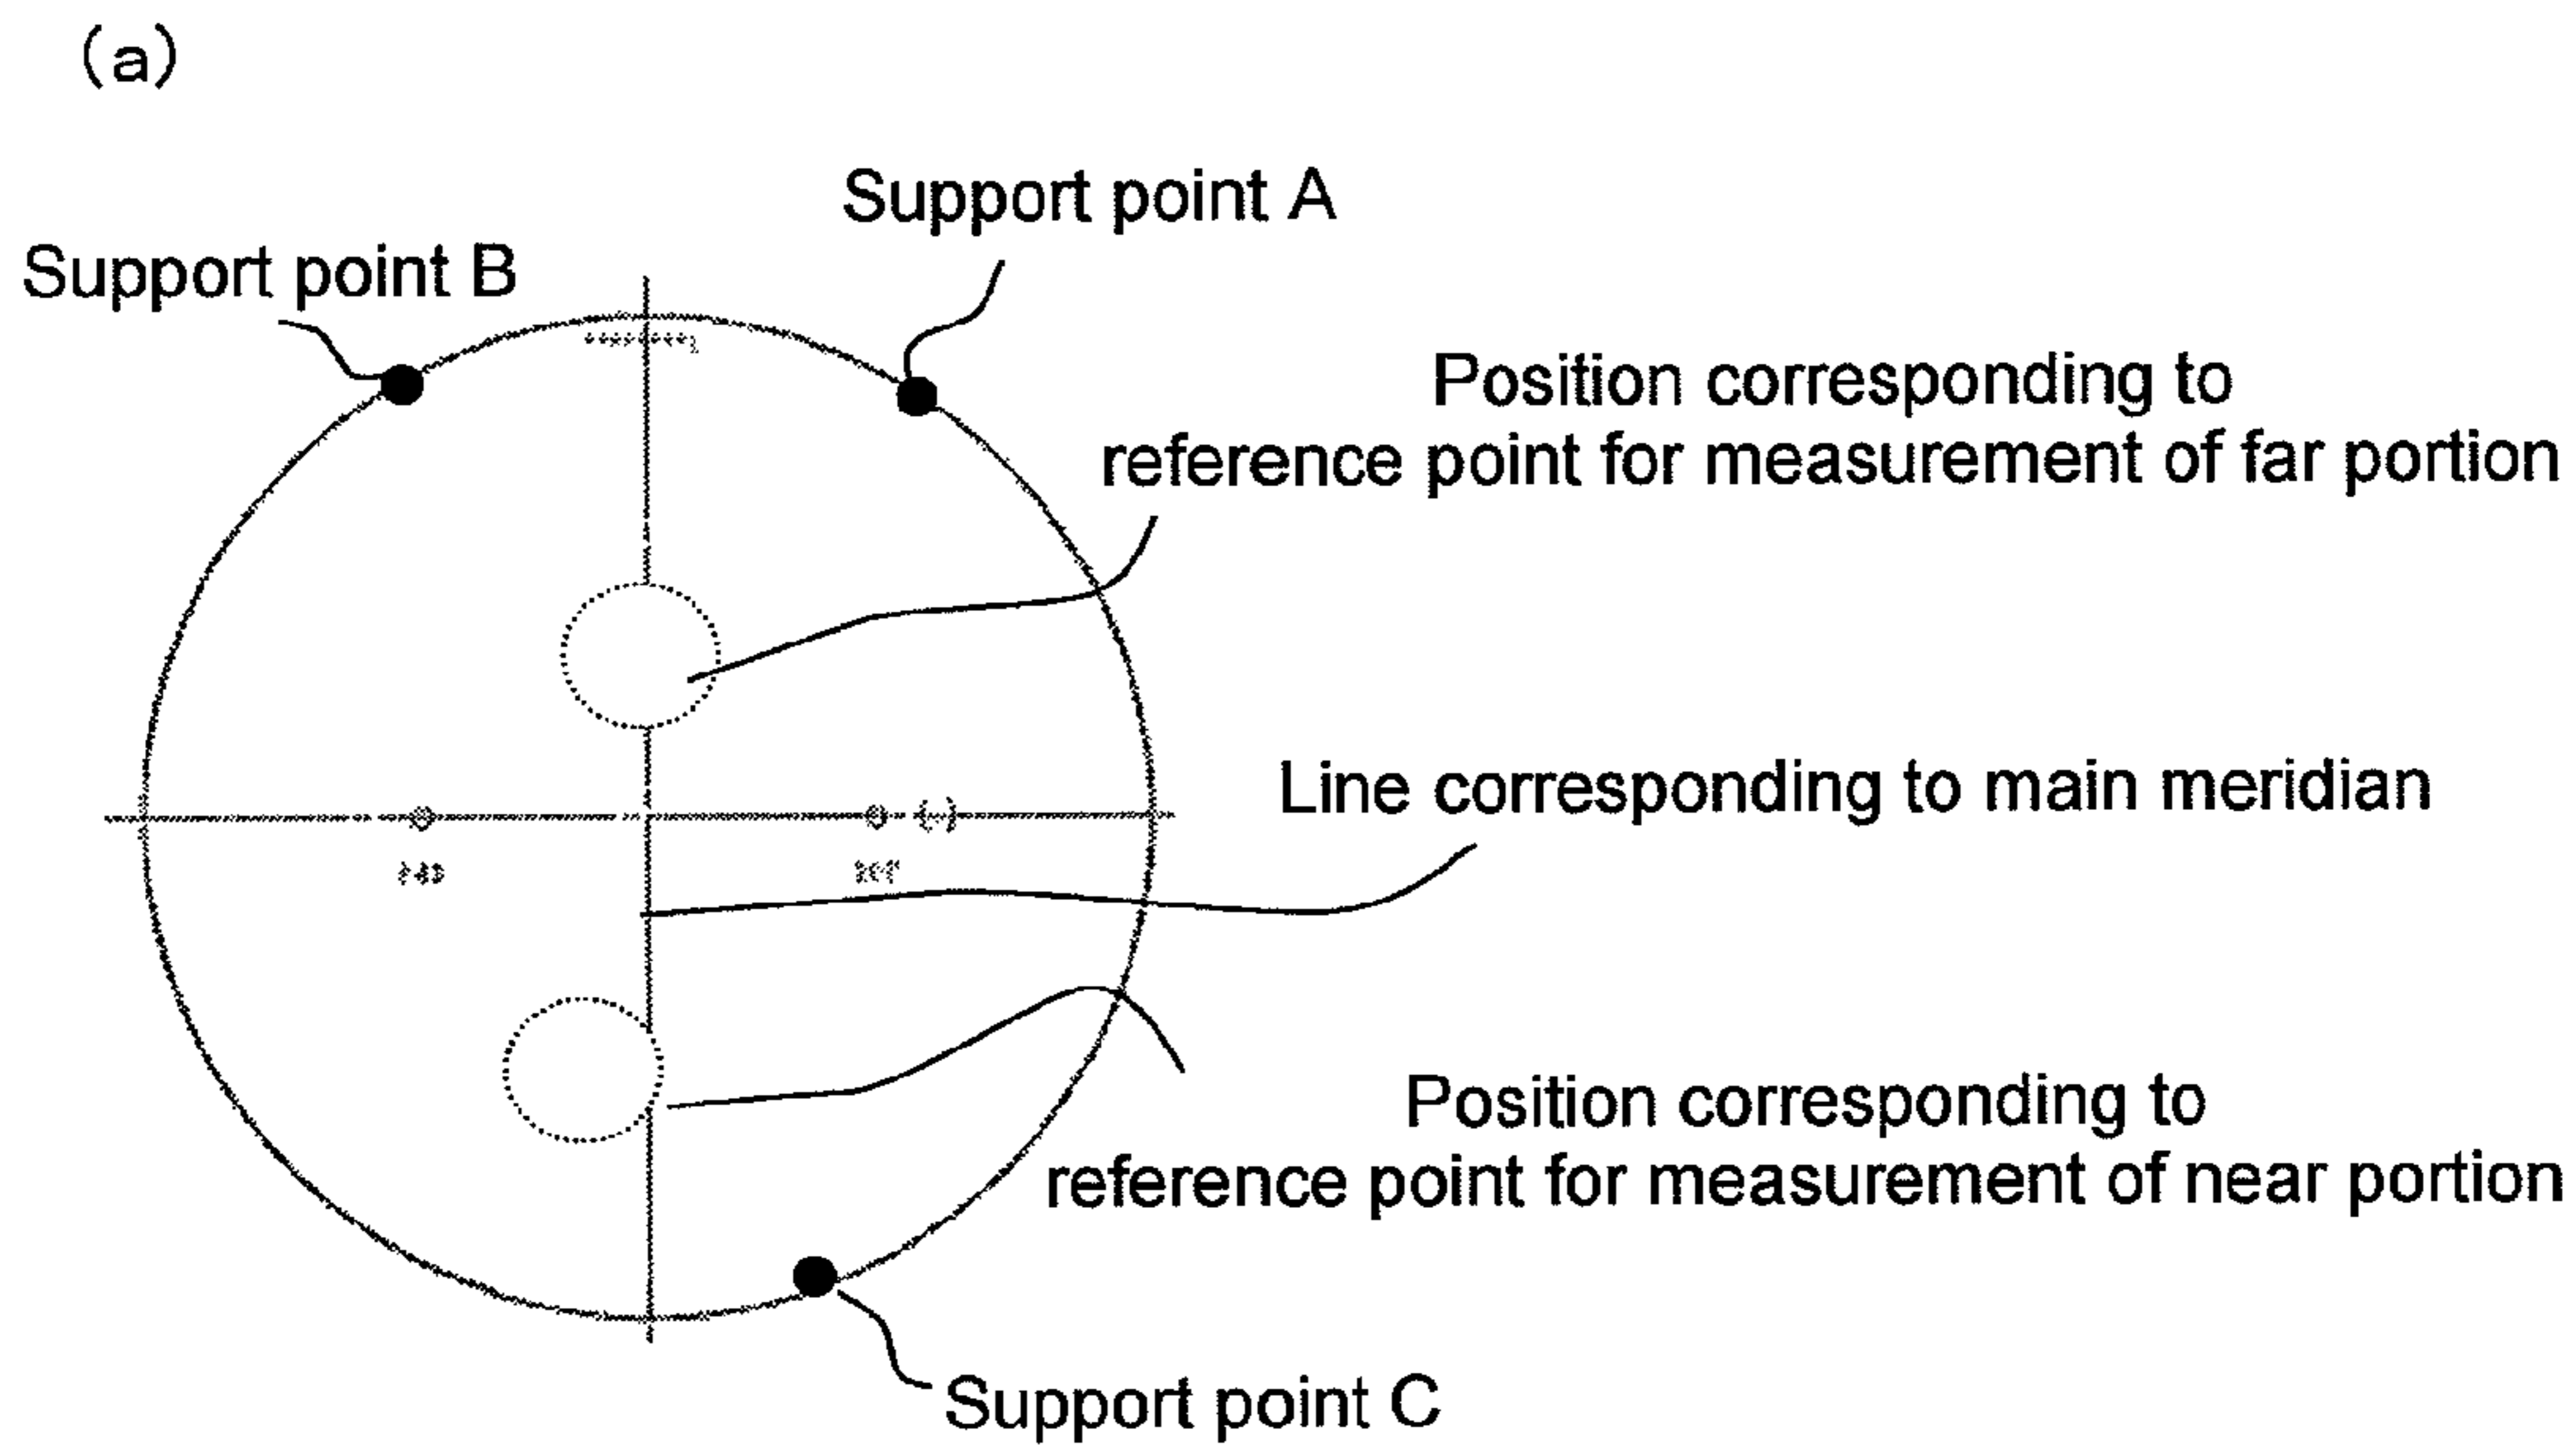 (a)
Support point A
Support point B
Position corresponding to
reference point for measurement of far portion
Line corresponding to main meridian
Position corresponding to
reference point for measurement of near portion
Support point C